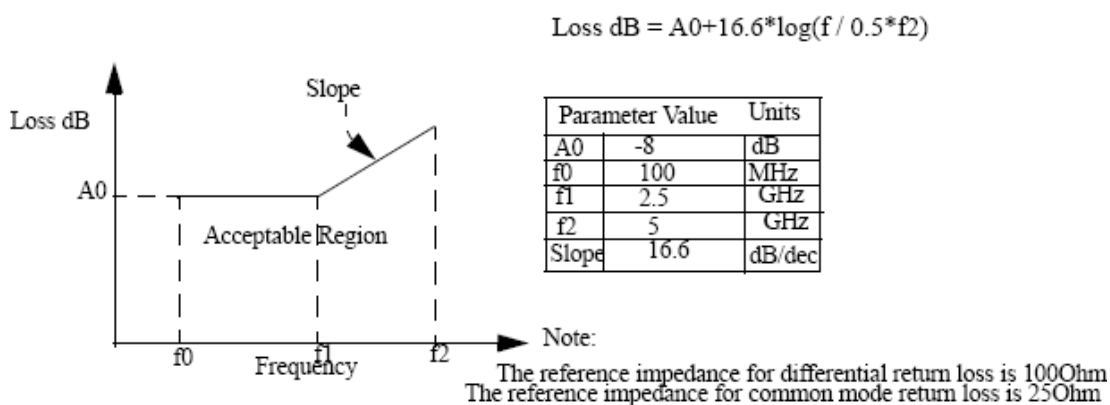 Loss dB = A0+16.6*log(f / 0.5*f2)
Slope
Loss dB
A0
Acceptable Region
f0
f1
f2
Frequency
Parameter Value Units
A0 -8 dB
f0 100 MHz
f1 2.5 GHz
f2 5 GHz
Slope 16.6 dB/dec
Note:
The reference impedance for differential return loss is 100Ohm
The reference impedance for common mode return loss is 25Ohm